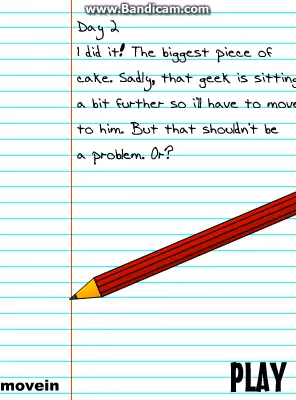 www.Bandicam.com
Day 2
I did it! The biggest piece of
cake. Sadly, that geek is sitting
a bit further so i'll have to move
to him. But that shouldn't be
a problem. Or?
PLAY
movein